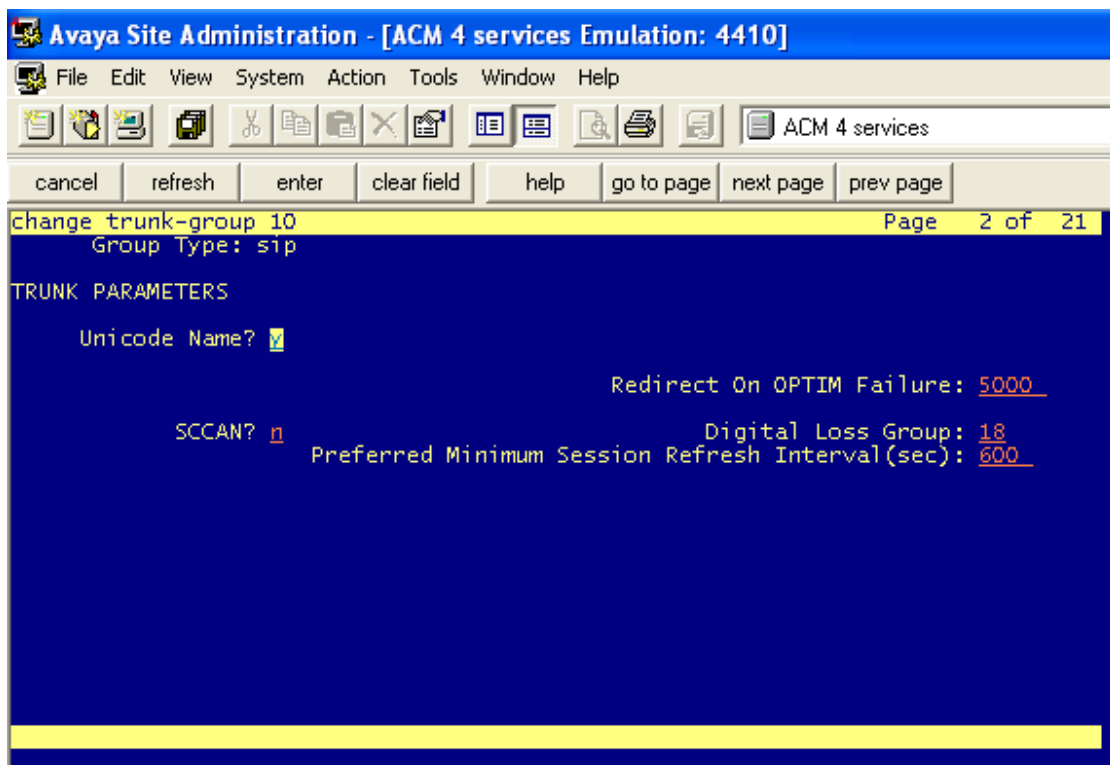 Avaya Site Administration - [ACM 4 services Emulation: 4410]
File Edit View System Action Tools Window Help
ACM 4 services
cancel refresh enter clear field help go to page next page prev page
change trunk-group 10 Page 2 of 21
Group Type: sip
TRUNK PARAMETERS
Unicode Name? y
Redirect On OPTIM Failure: 5000
SCCAN? n Digital Loss Group: 18
Preferred Minimum Session Refresh Interval(sec): 600